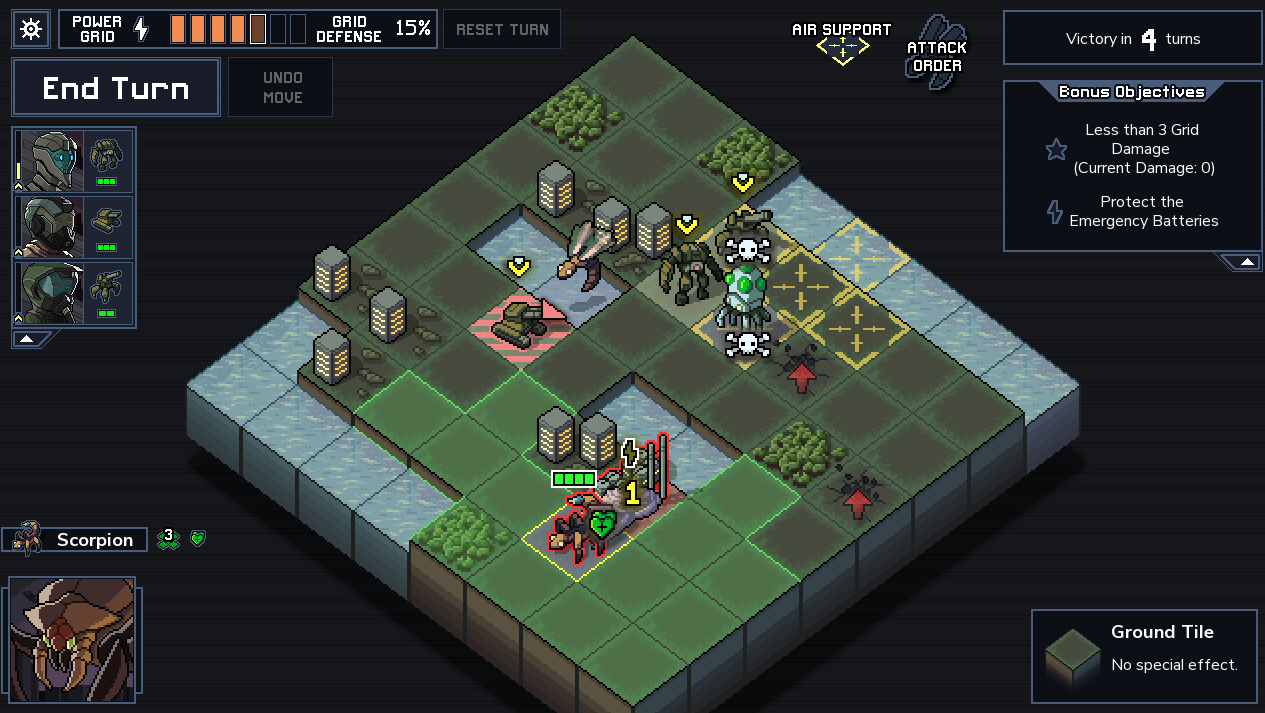 POWER
GRID
GRID
DEFENSE
15%
RESET TURN
End Turn
UNDO
MOVE
AIR SUPPORT
ATTACK
ORDER
Victory in 4 turns
Bonus Objectives
Less than 3 Grid
Damage
(Current Damage: 0)
Protect the
Emergency Batteries
1
Scorpion
3
Ground Tile
No special effect.